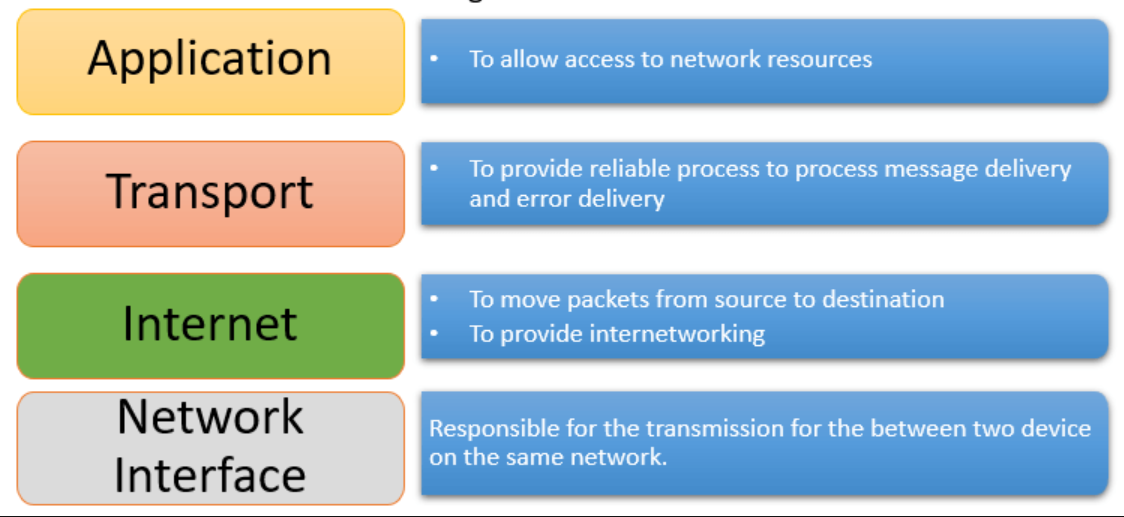 Application
• To allow access to network resources
Transport
• To provide reliable process to process message delivery
and error delivery
Internet
• To move packets from source to destination
• To provide internetworking
Network
Interface
Responsible for the transmission for the between two device
on the same network.